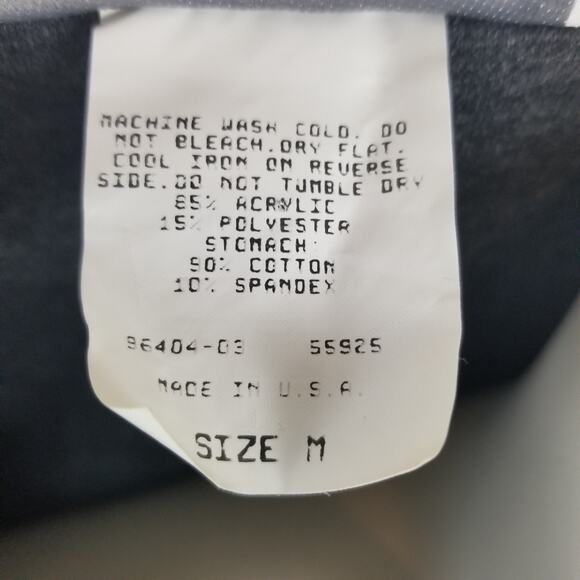 MACHINE WASH COLD. DO
NOT BLEACH.DRY FLAT.
COOL IRON ON REVERSE
SIDE.DO NOT TUMBLE DRY
85% ACRYLIC
15% POLYESTER
STOMACH:
90% COTTON
10% SPANDEX
96404-03 55925
MADE IN U.S.A.
SIZE M